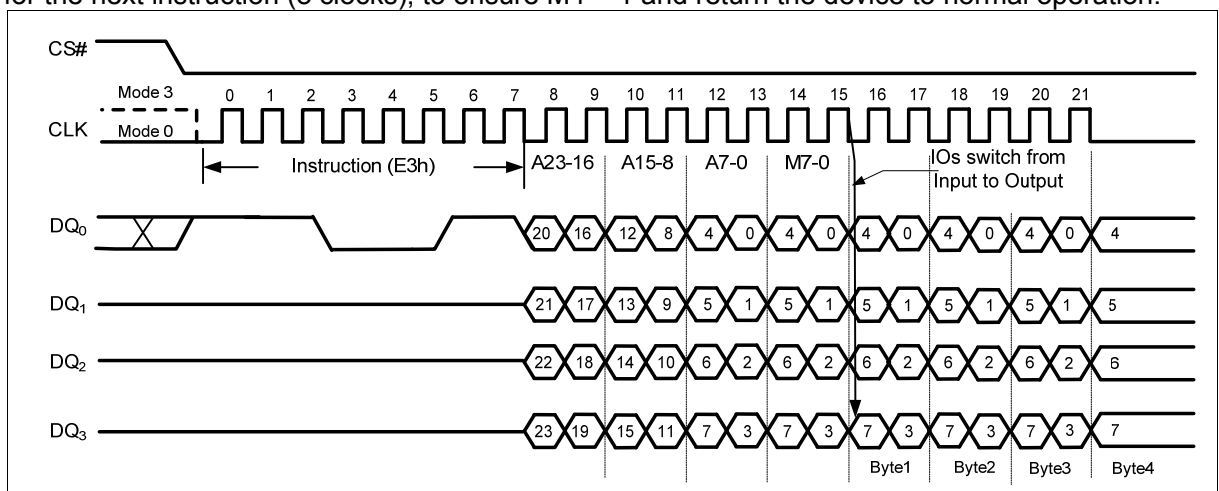 for the next instruction (8 clocks), to ensure M4 = 1 and return the device to normal operation.
CS#
Mode 3
0 1 2 3 4 5 6 7 8 9 10 11 12 13 14 15 16 17 18 19 20 21
CLK Mode 0
Instruction (E3h) A23-16 A15-8 A7-0 M7-0 IOs switch from
Input to Output
DQ0 20 16 12 8 4 0 4 0 4 0 4 0 4 0 4
DQ1 21 17 13 9 5 1 5 1 5 1 5 1 5 1 5
DQ2 22 18 14 10 6 2 6 2 6 2 6 2 6 2 6
DQ3 23 19 15 11 7 3 7 3 7 3 7 3 7 3 7
Byte1 Byte2 Byte3 Byte4